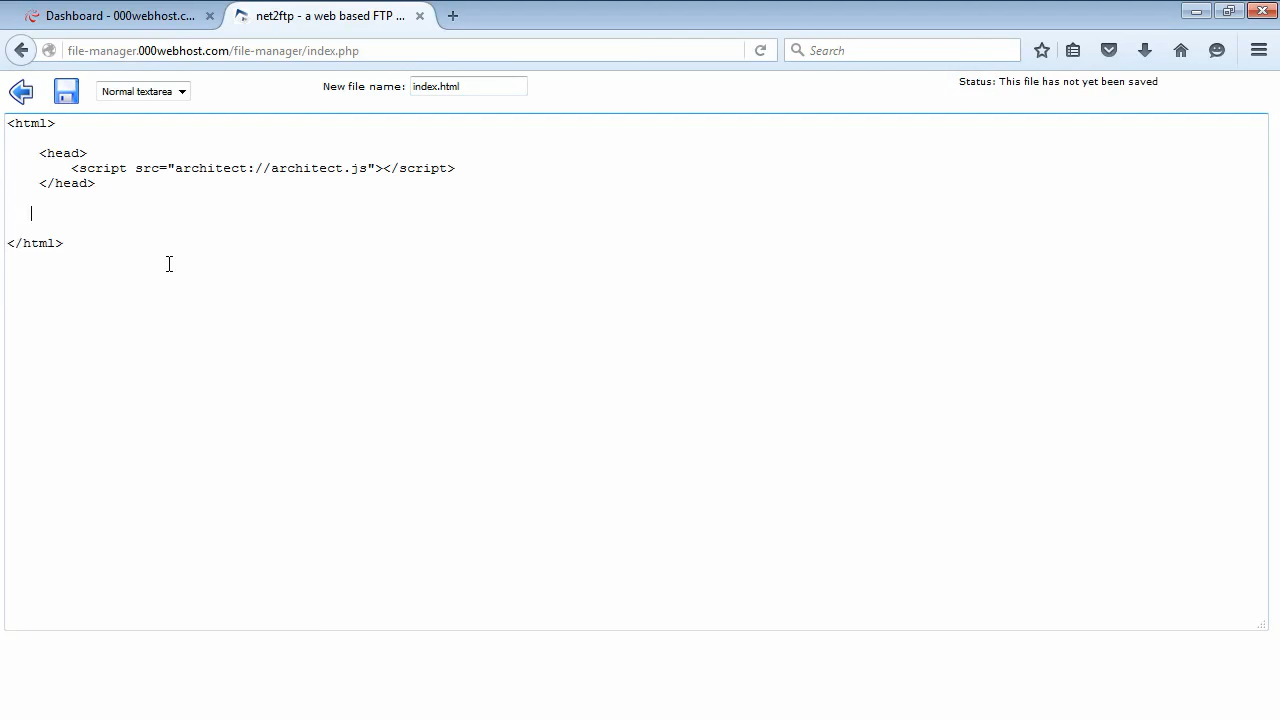 Dashboard - 000webhost.c...
net2ftp - a web based FTP ...
file-manager.000webhost.com/file-manager/index.php
Search
Normal textarea
New file name: index.html
Status: This file has not yet been saved
<html>
<head>
<script src="architect://architect.js"></script>
</head>
</html>